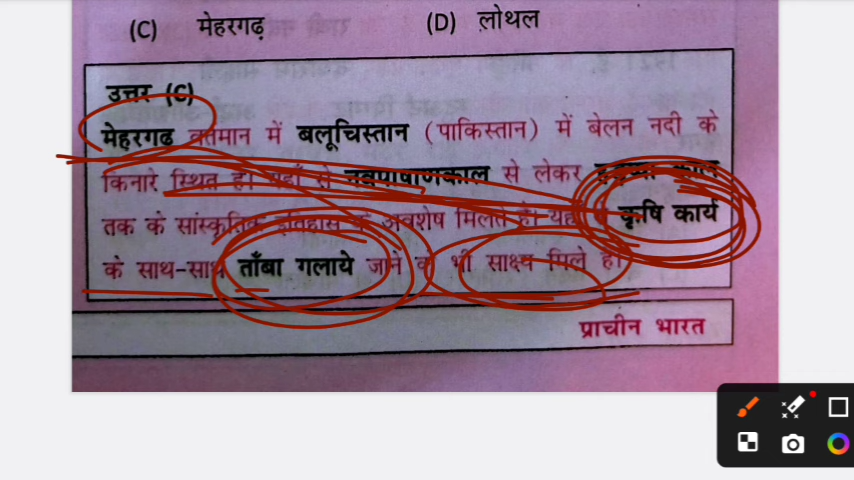 (C) मेहरगढ़ (D) लोथल
उत्तर (C)
मेहरगढ वर्तमान में बलूचिस्तान (पाकिस्तान) में बेलन नदी के
किनारे स्थित है। यहाँ से नवपाषाणकाल से लेकर हड़प्पा काल
तक के सांस्कृतिक इतिहास के अवशेष मिलते हैं। यहाँ कृषि कार्य
के साथ-साथ ताँबा गलाये जाने के भी साक्ष्य मिले हैं।
प्राचीन भारत